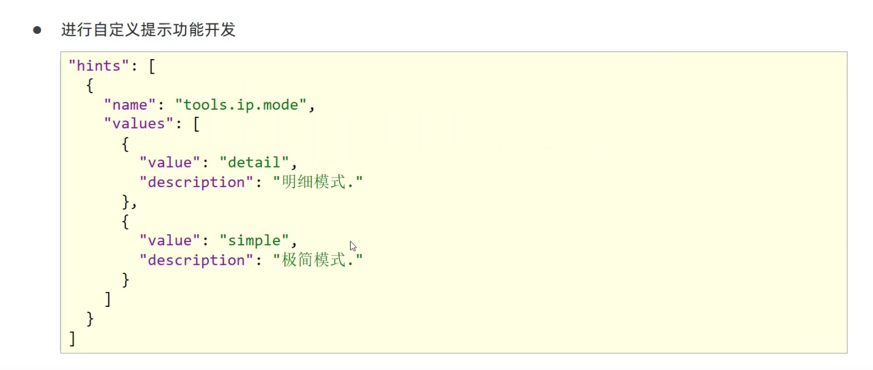 ● 进行自定义提示功能开发
"hints": [
  {
    "name": "tools.ip.mode",
    "values": [
      {
        "value": "detail",
        "description": "明细模式."
      },
      {
        "value": "simple",
        "description": "极简模式."
      }
    ]
  }
]